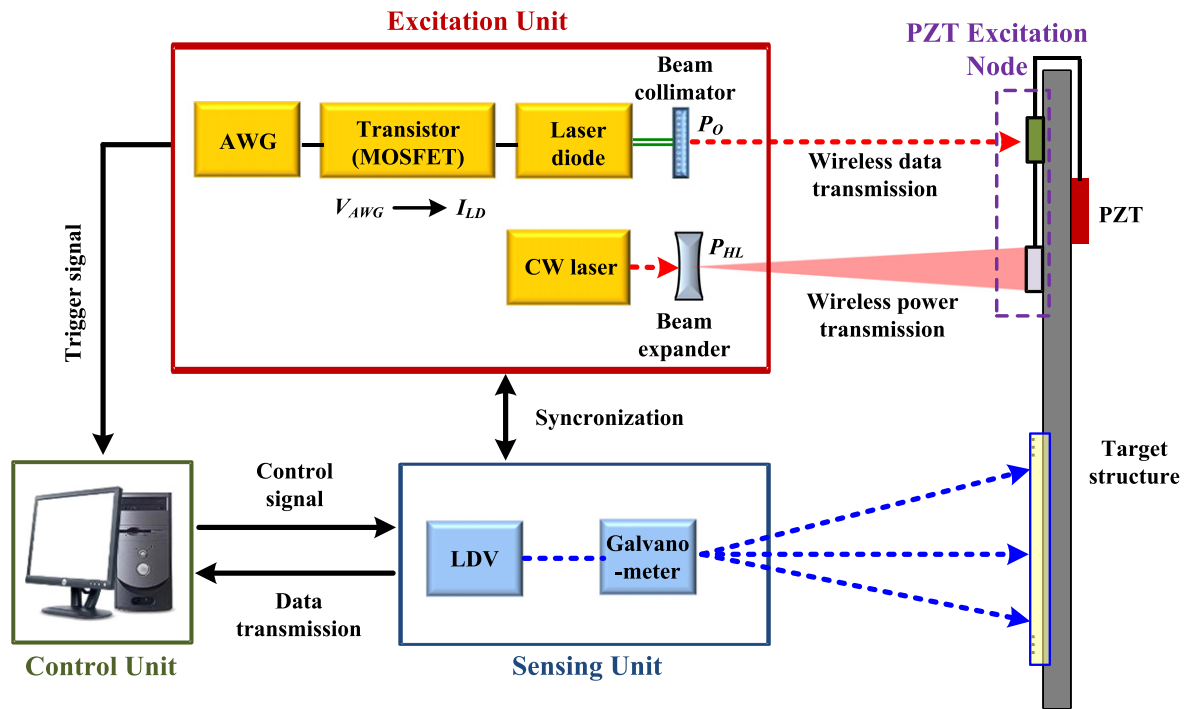 Excitation Unit
PZT Excitation
Node
Beam
collimator
AWG
Transistor
(MOSFET)
Laser
diode
P_O
Wireless data
transmission
V_AWG → I_LD
PZT
CW laser
P_HL
Beam
expander
Wireless power
transmission
Trigger signal
Syncronization
Control
signal
Data
transmission
LDV
Galvano
-meter
Target
structure
Control Unit
Sensing Unit